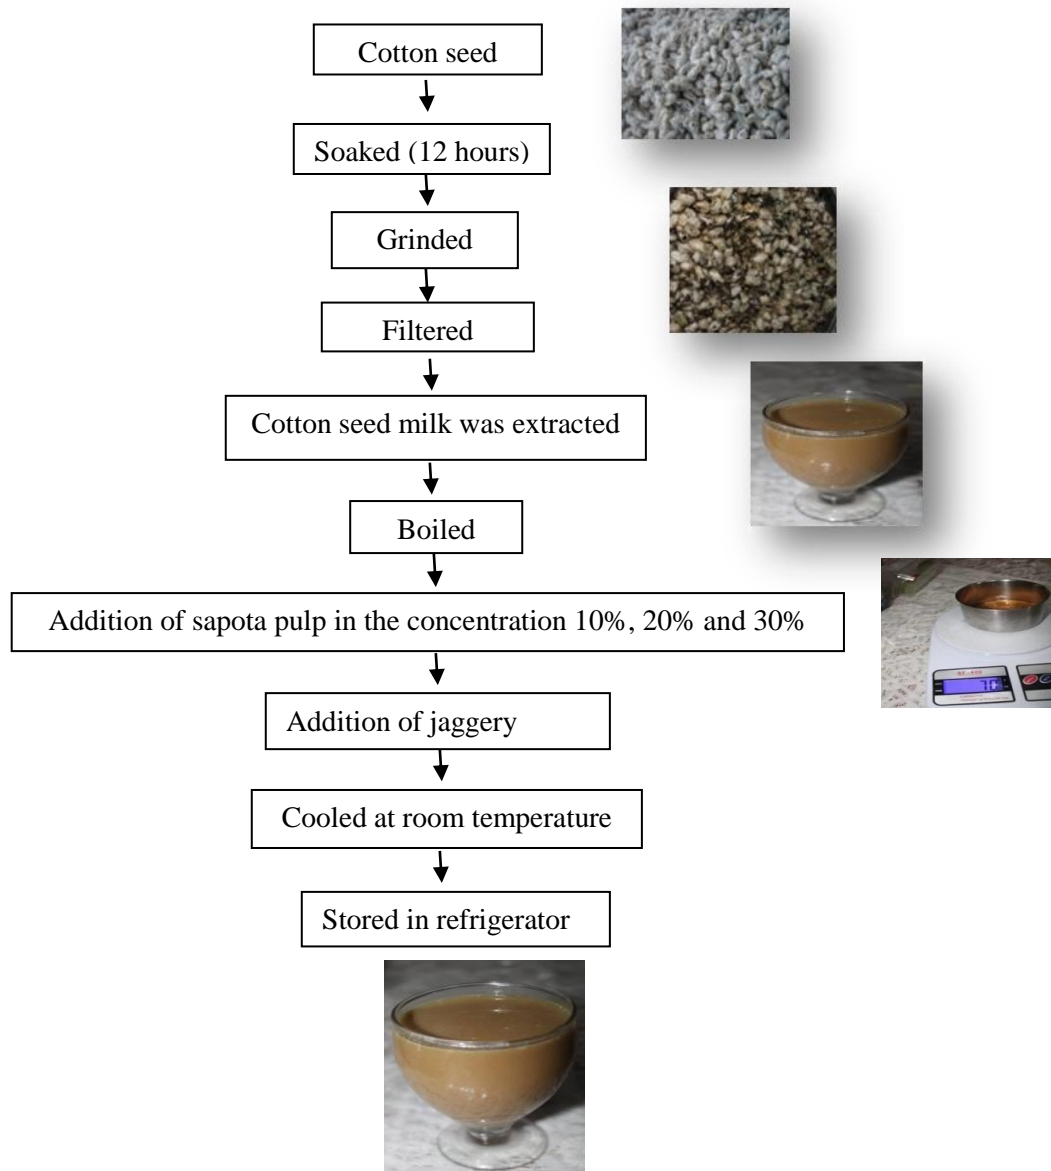 Cotton seed
Soaked (12 hours)
Grinded
Filtered
Cotton seed milk was extracted
Boiled
Addition of sapota pulp in the concentration 10%, 20% and 30%
Addition of jaggery
Cooled at room temperature
Stored in refrigerator